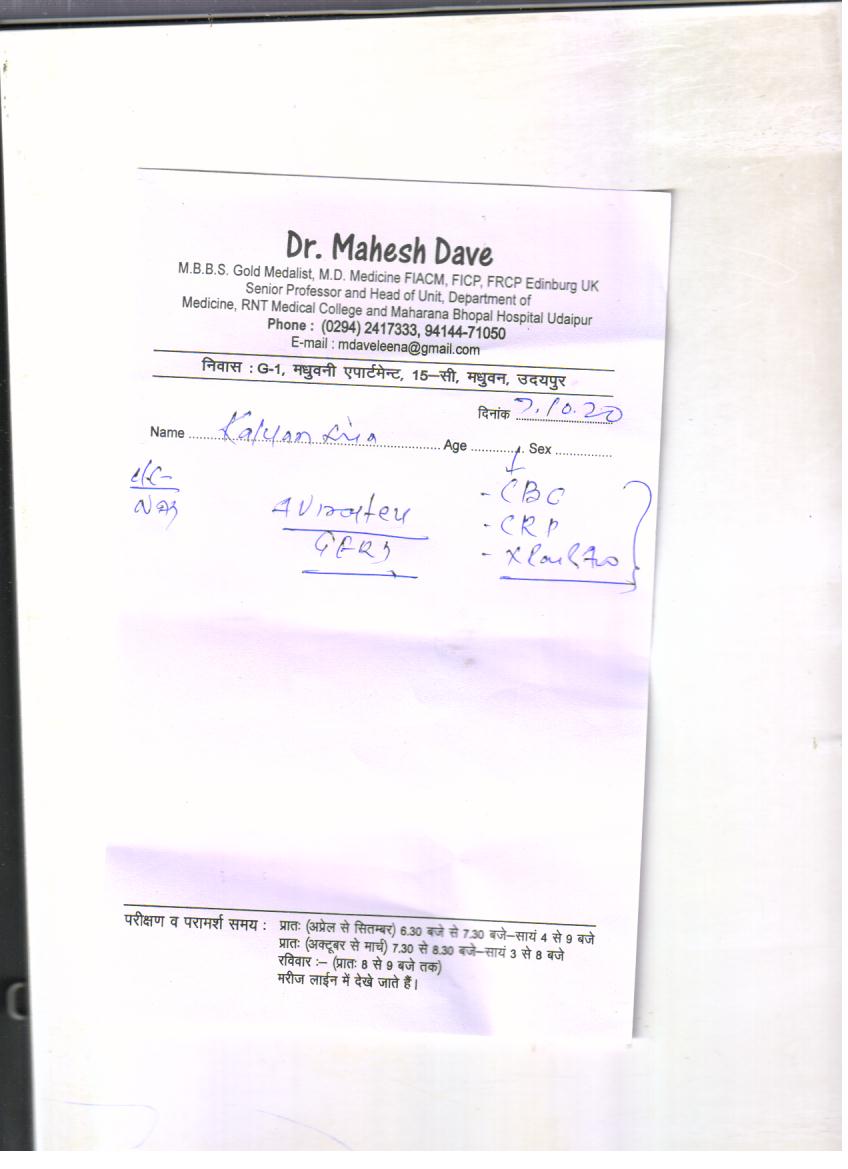 Dr. Mahesh Dave
M.B.B.S. Gold Medalist, M.D. Medicine FIACM, FICP, FRCP Edinburg UK
Senior Professor and Head of Unit, Department of
Medicine, RNT Medical College and Maharana Bhopal Hospital Udaipur
Phone : (0294) 2417333, 94144-71050
E-mail : mdaveleena@gmail.com
निवास : G-1, मधुवनी एपार्टमेन्ट, 15–सी, मधुवन, उदयपुर
दिनांक 7.10.20
Name Kalyan Age Sex
- CBC
- CRP
GERD
परीक्षण व परामर्श समय : प्रातः (अप्रेल से सितम्बर) 6.30 बजे से 7.30 बजे–सायं 4 से 9 बजे
प्रातः (अक्टूबर से मार्च) 7.30 से 8.30 बजे–सायं 3 से 8 बजे
रविवार :– (प्रातः 8 से 9 बजे तक)
मरीज लाईन में देखे जाते हैं।